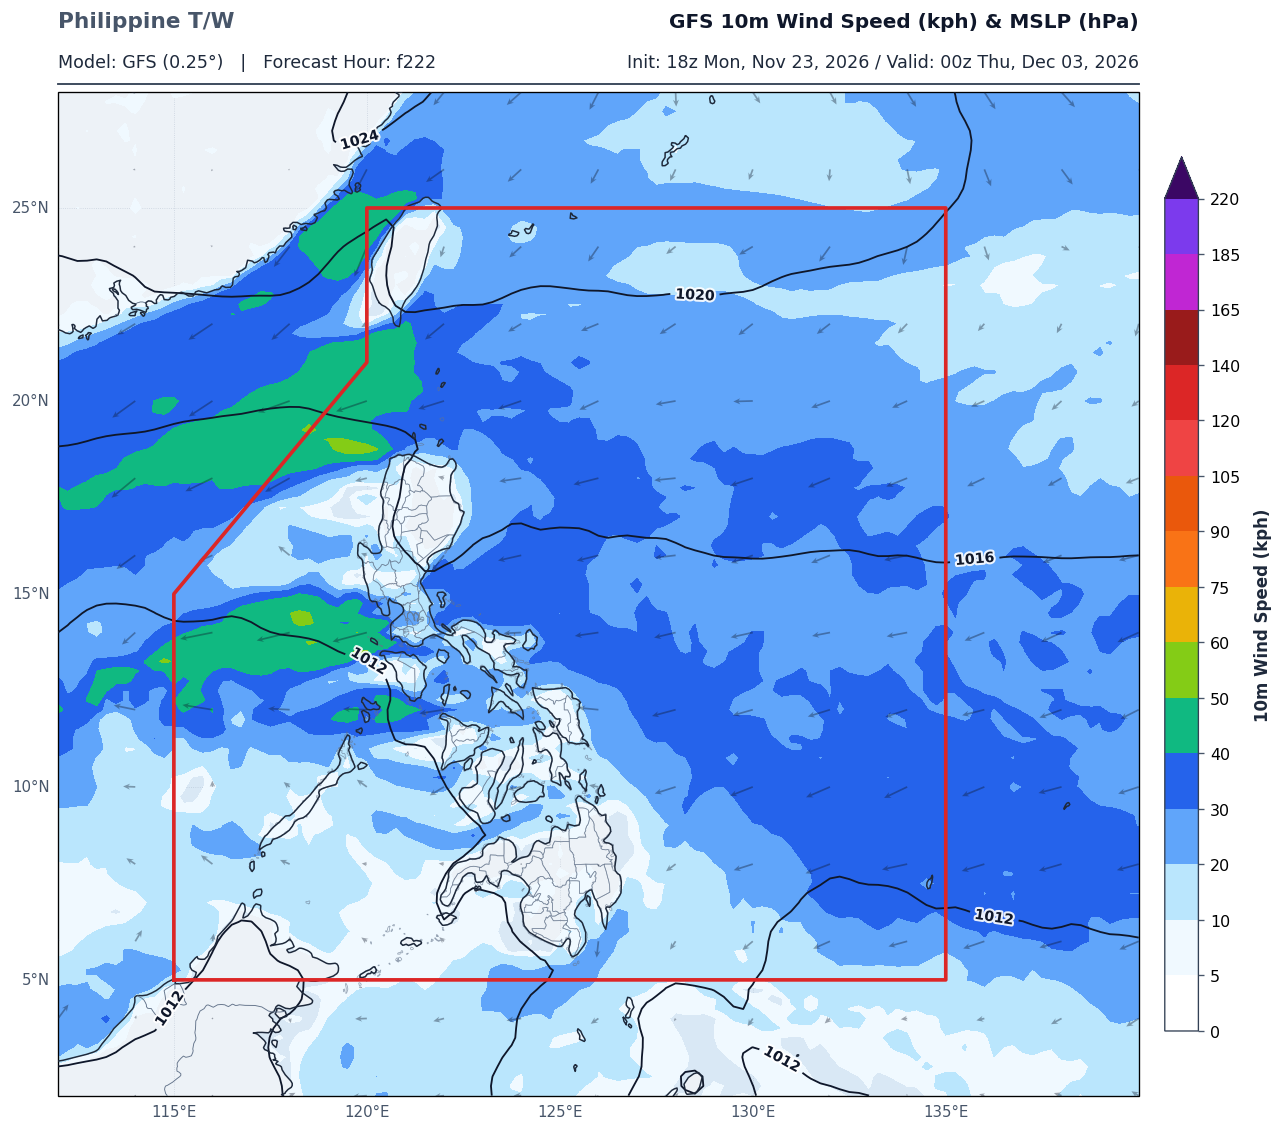 Philippine T/W
GFS 10m Wind Speed (kph) & MSLP (hPa)
Model: GFS (0.25°)   |   Forecast Hour: f222
Init: 18z Mon, Nov 23, 2026 / Valid: 00z Thu, Dec 03, 2026
1024
1020
1016
1012
1012
1012
1012
25°N
20°N
15°N
10°N
5°N
115°E
120°E
125°E
130°E
135°E
220
185
165
140
120
105
90
75
60
50
40
30
20
10
5
0
10m Wind Speed (kph)